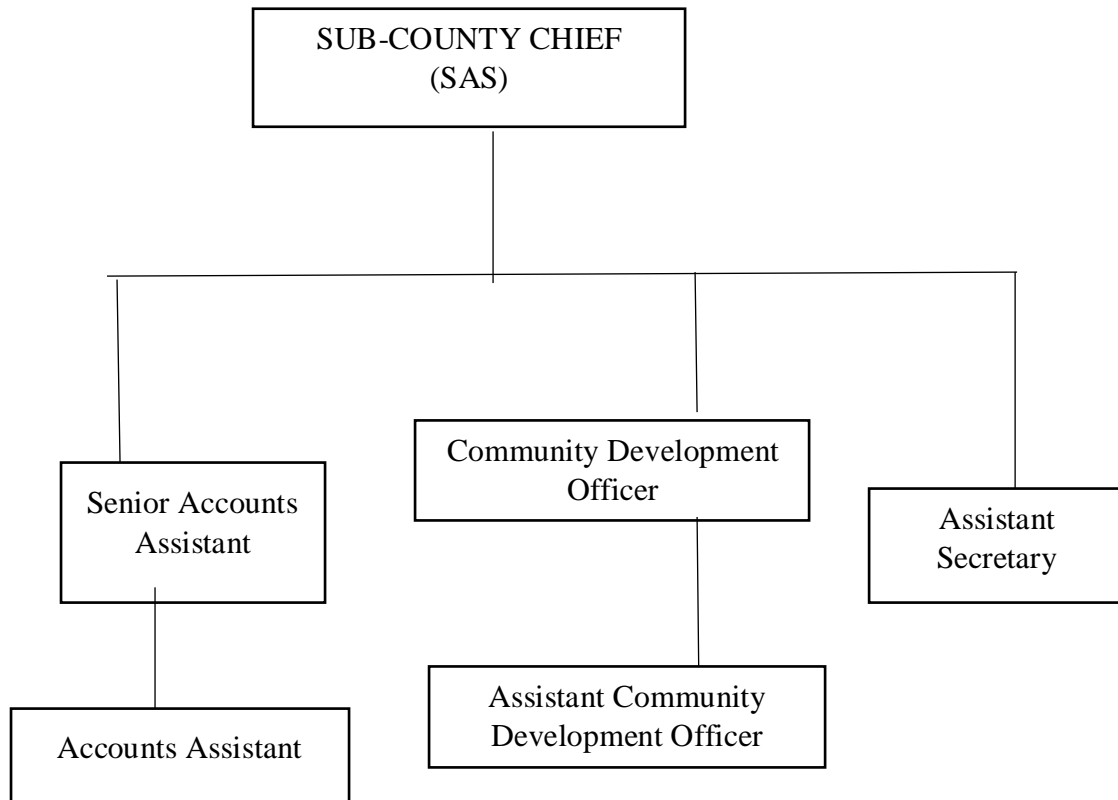 SUB-COUNTY CHIEF
(SAS)
Community Development
Officer
Senior Accounts
Assistant
Assistant
Secretary
Assistant Community
Development Officer
Accounts Assistant